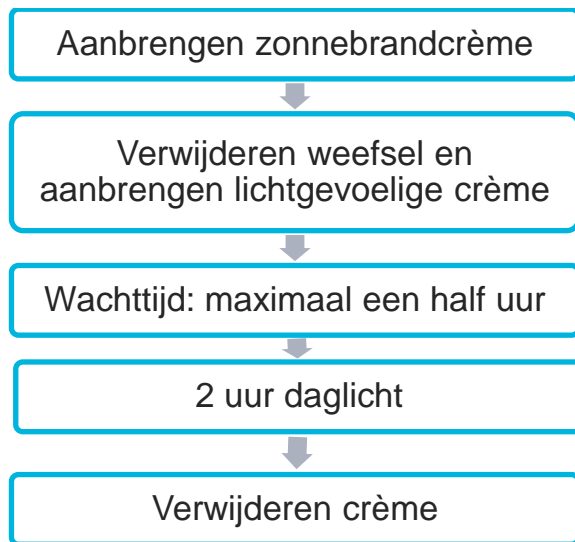 Aanbrengen zonnebrandcrème
Verwijderen weefsel en
aanbrengen lichtgevoelige crème
Wachttijd: maximaal een half uur
2 uur daglicht
Verwijderen crème